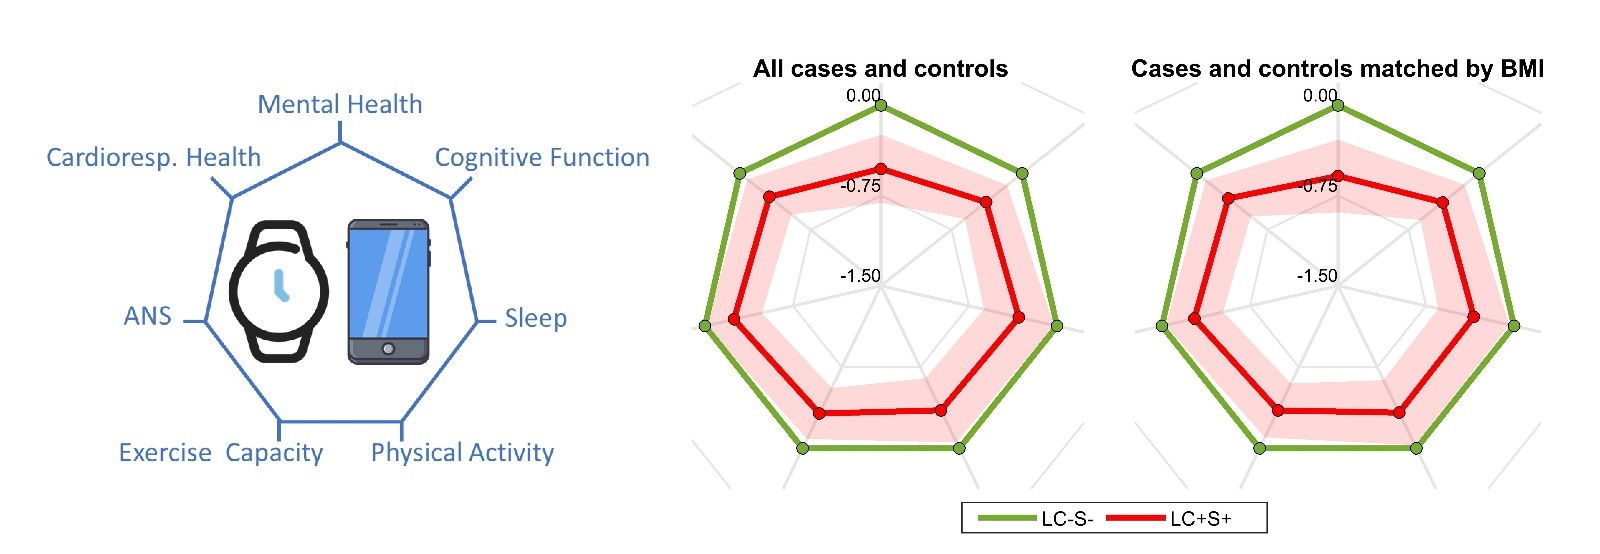 Mental Health
Cardioresp. Health
Cognitive Function
ANS
Sleep
Exercise Capacity
Physical Activity
All cases and controls
0.00
-0.75
-1.50
Cases and controls matched by BMI
0.00
-0.75
-1.50
LC-S- LC+S+